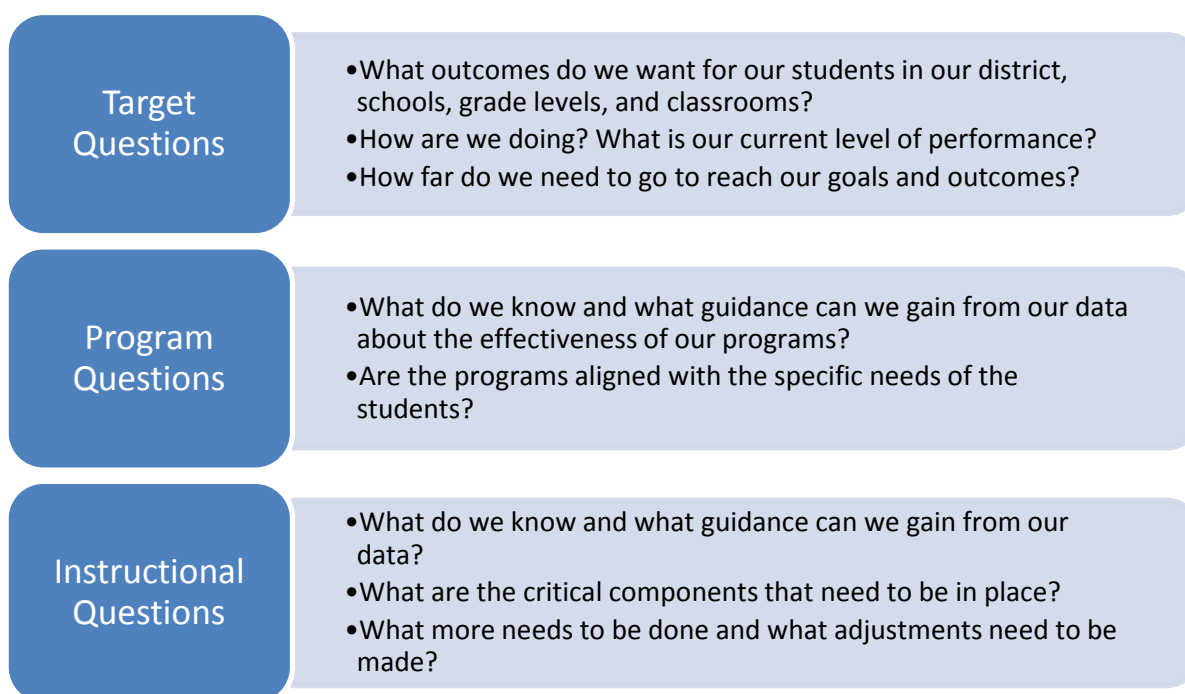 Target
Questions
•What outcomes do we want for our students in our district,
schools, grade levels, and classrooms?
•How are we doing? What is our current level of performance?
•How far do we need to go to reach our goals and outcomes?
Program
Questions
•What do we know and what guidance can we gain from our data
about the effectiveness of our programs?
•Are the programs aligned with the specific needs of the
students?
Instructional
Questions
•What do we know and what guidance can we gain from our
data?
•What are the critical components that need to be in place?
•What more needs to be done and what adjustments need to be
made?